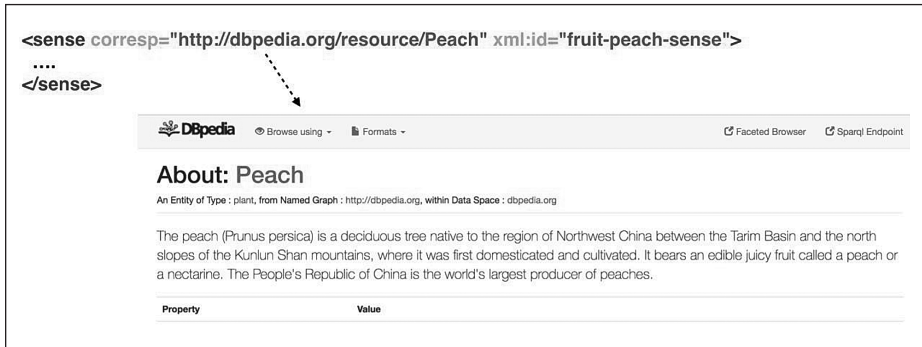 <sense corresp="http://dbpedia.org/resource/Peach" xml:id="fruit-peach-sense">
....
</sense>
DBpedia Browse using Formats Faceted Browser Sparql Endpoint
About: Peach
An Entity of Type : plant, from Named Graph : http://dbpedia.org, within Data Space : dbpedia.org
The peach (Prunus persica) is a deciduous tree native to the region of Northwest China between the Tarim Basin and the north
slopes of the Kunlun Shan mountains, where it was first domesticated and cultivated. It bears an edible juicy fruit called a peach or
a nectarine. The People's Republic of China is the world's largest producer of peaches.
Property Value